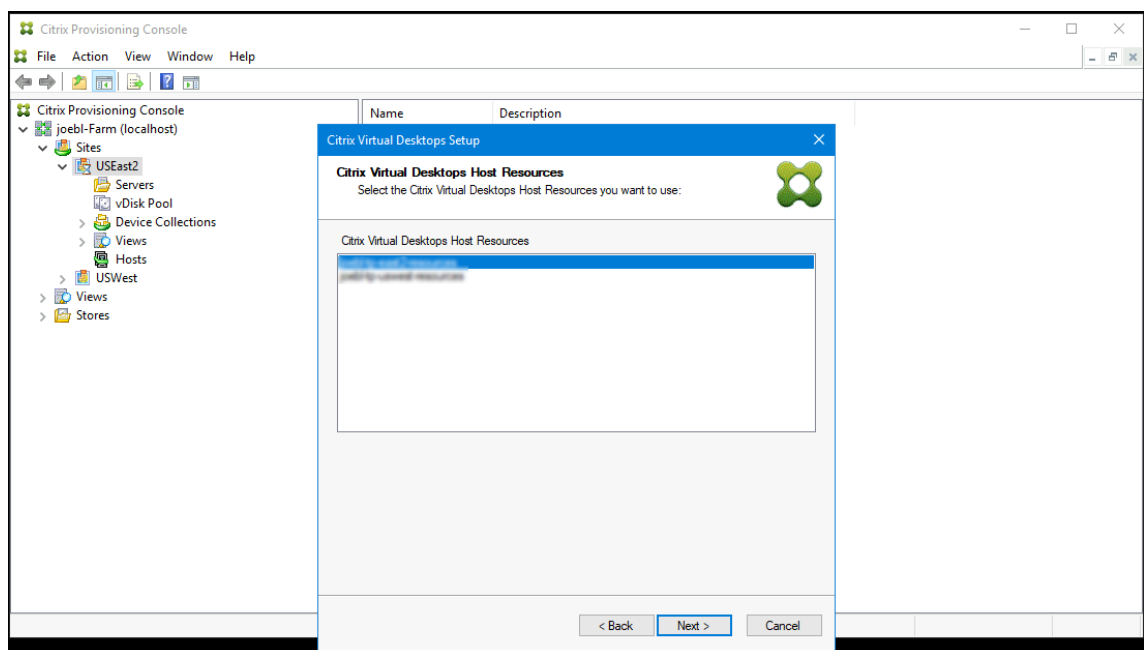 Citrix Provisioning Console
File Action View Window Help
Citrix Provisioning Console
joebl-Farm (localhost)
Sites
USEast2
Servers
vDisk Pool
Device Collections
Views
Hosts
USWest
Views
Stores
Name Description
Citrix Virtual Desktops Setup
Citrix Virtual Desktops Host Resources
Select the Citrix Virtual Desktops Host Resources you want to use:
Citrix Virtual Desktops Host Resources
< Back Next > Cancel